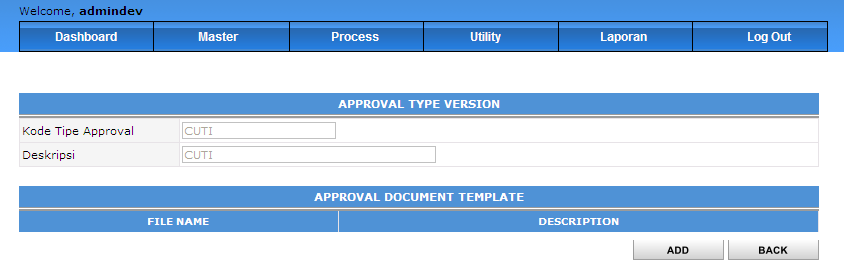 Welcome, admindev
Dashboard Master Process Utility Laporan Log Out
APPROVAL TYPE VERSION
Kode Tipe Approval CUTI
Deskripsi CUTI
APPROVAL DOCUMENT TEMPLATE
FILE NAME DESCRIPTION
ADD BACK